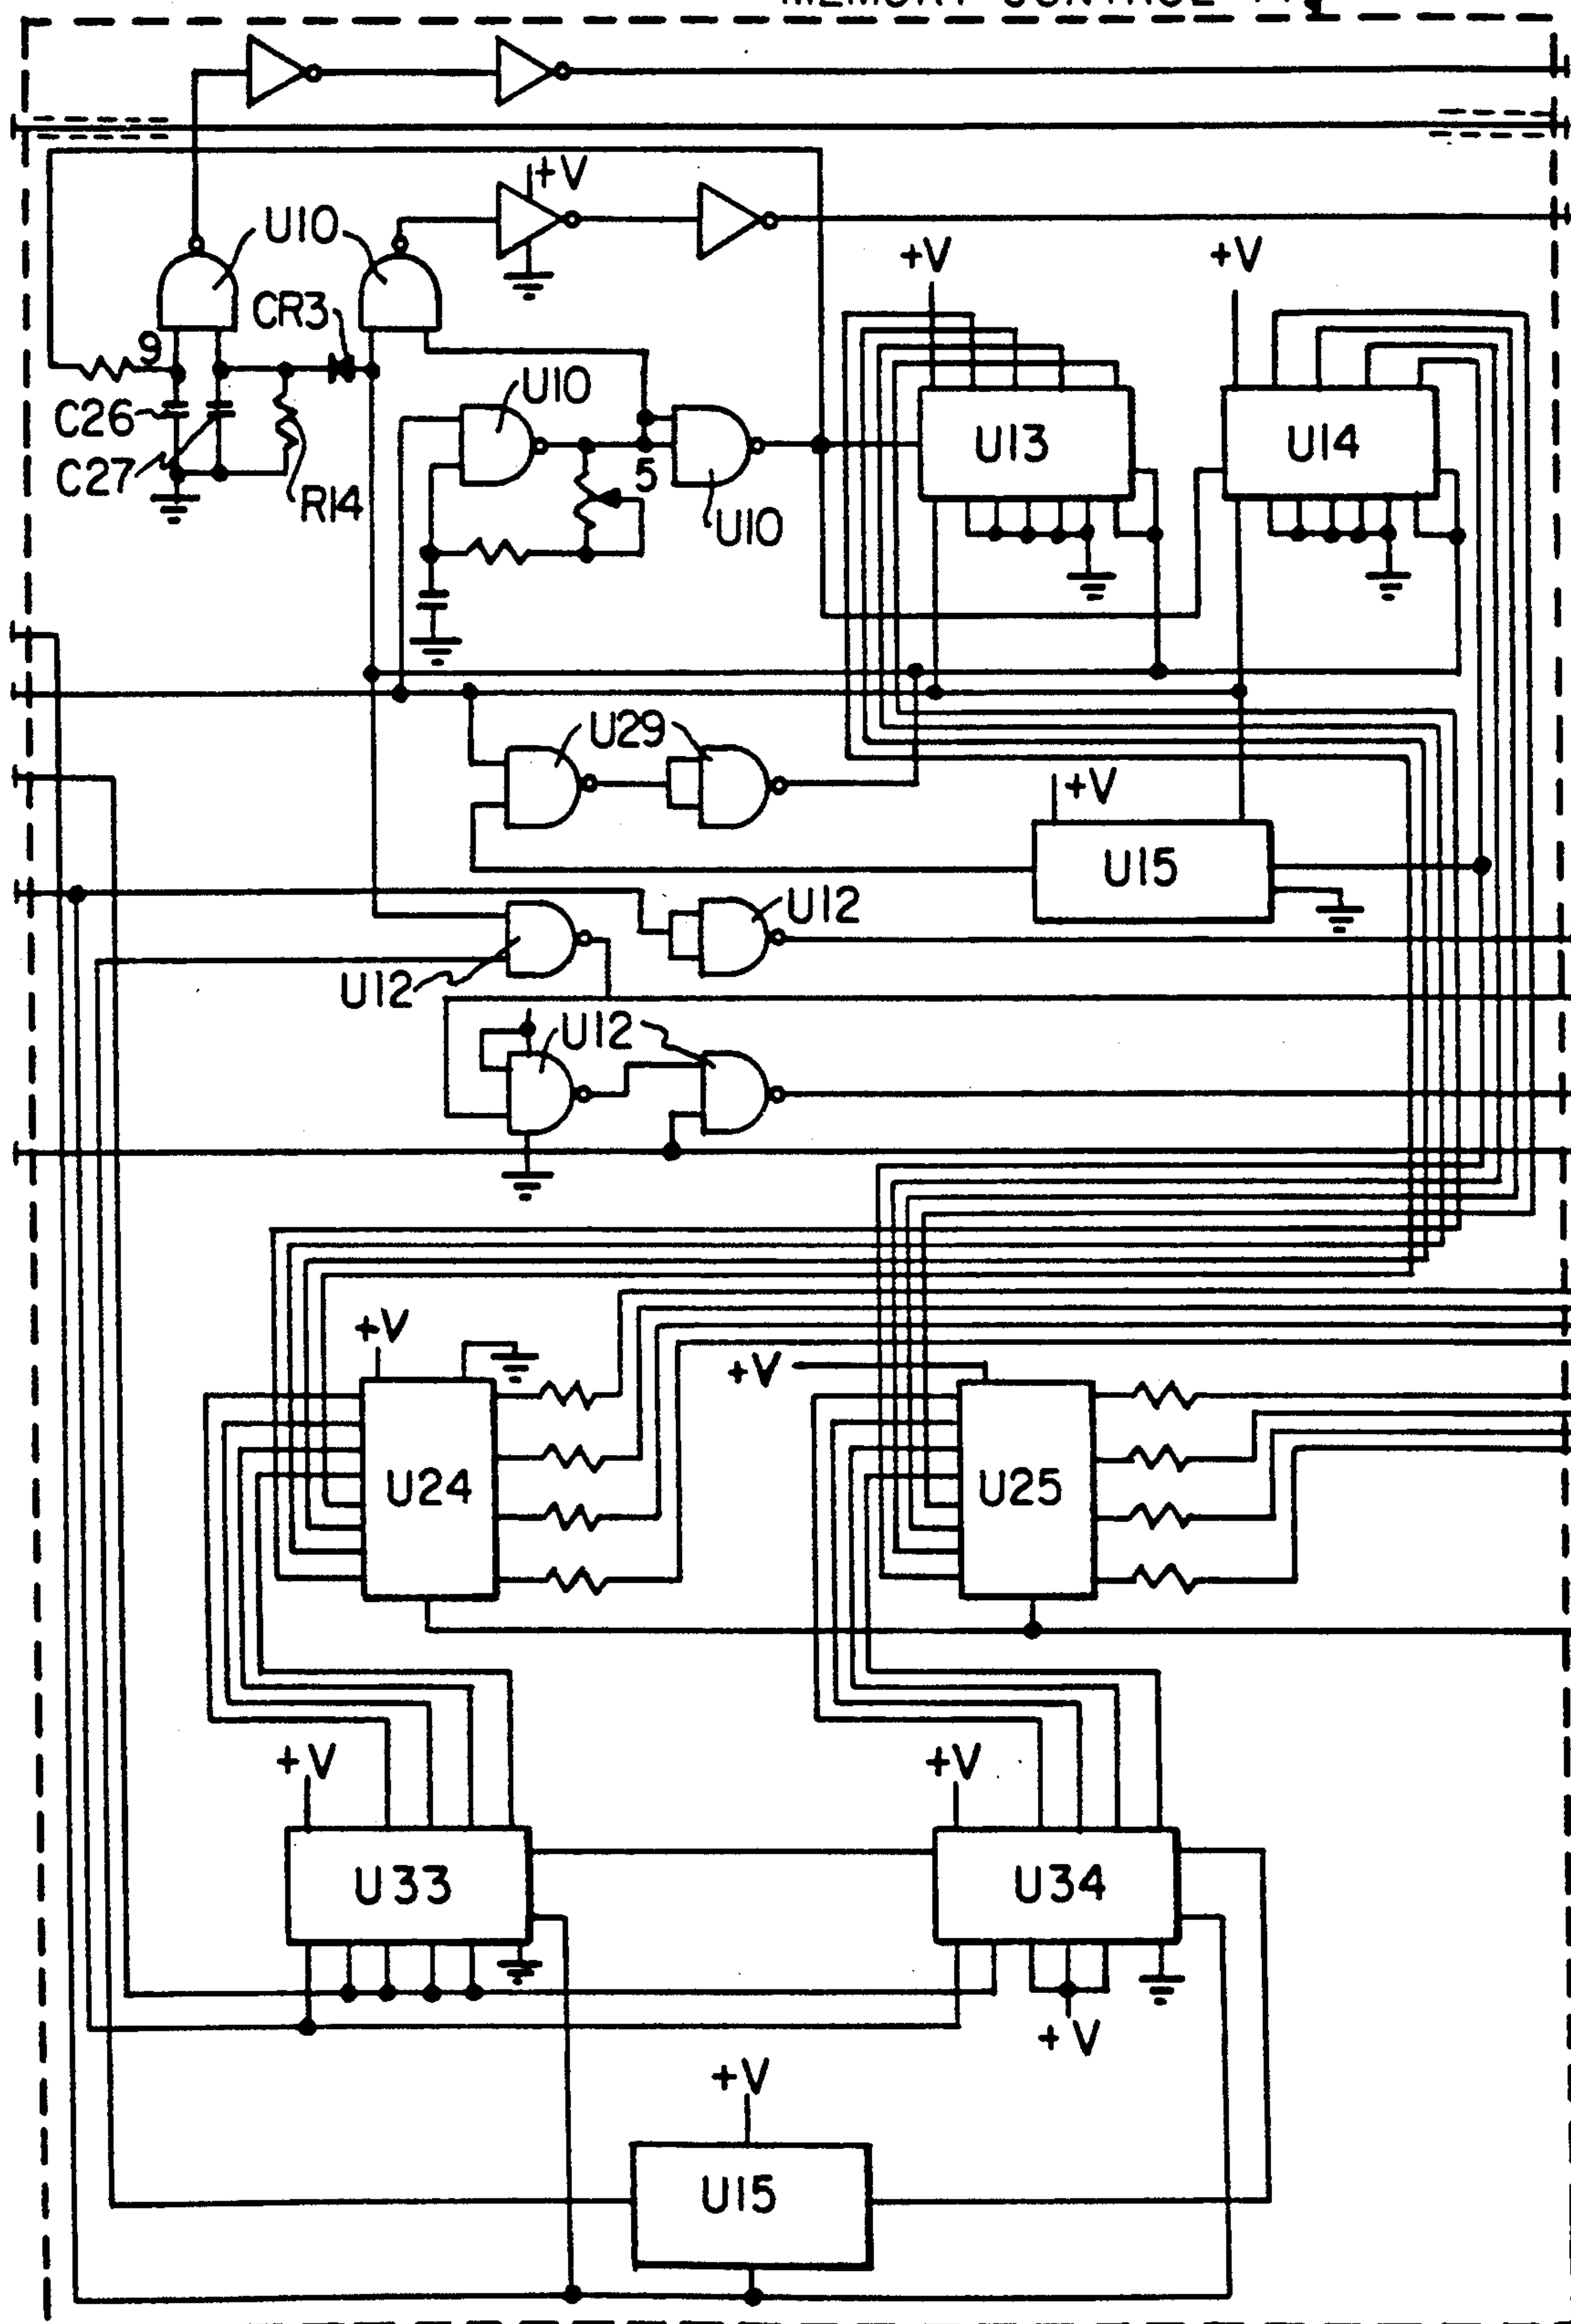 MEMORY CONTROL
+V
U10
+V
+V
CR3
9
U10
C26
5
U13
U14
C27
R14
U10
U29
+V
U15
U12
U12
U12
+V
+V
U24
U25
+V
+V
U33
U34
+V
+V
U15